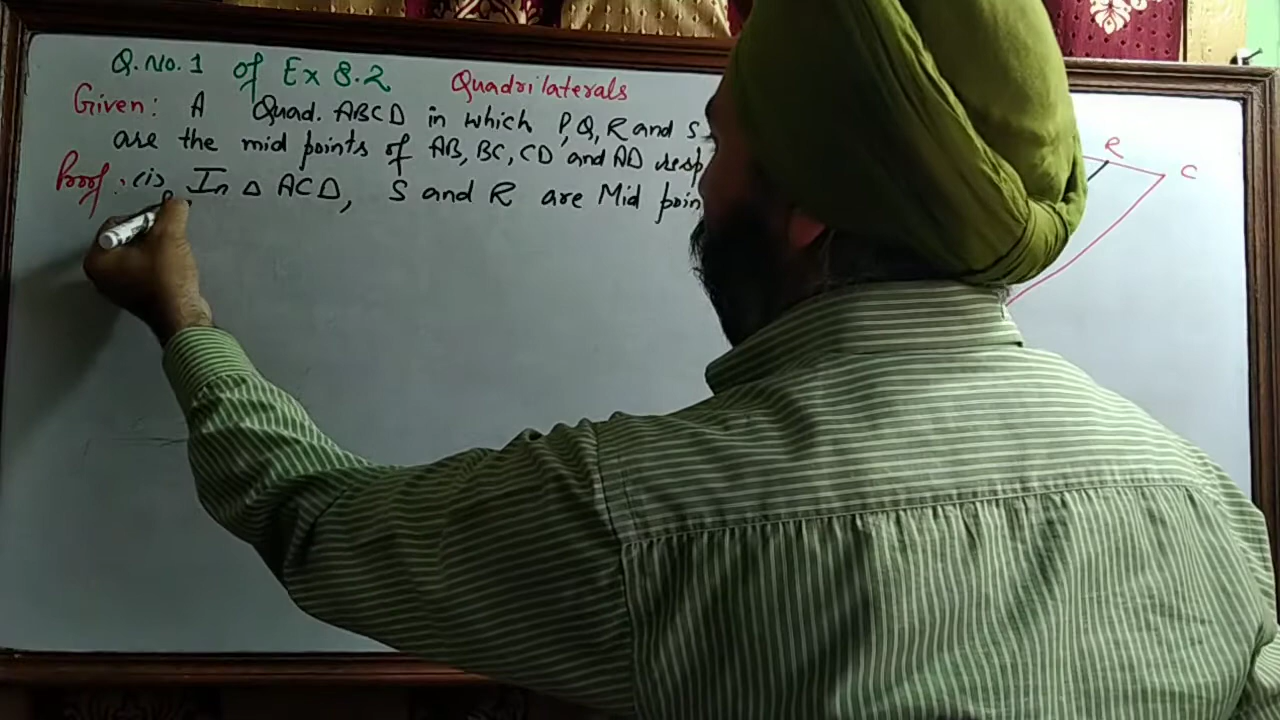 Q.No.1 of Ex 8.2 Quadrilaterals
Given: A Quad. ABCD in which P,Q,R and S
are the mid points of AB, BC, CD and AD resp
Proof: (i) In Δ ACD, S and R are Mid poin
R
C